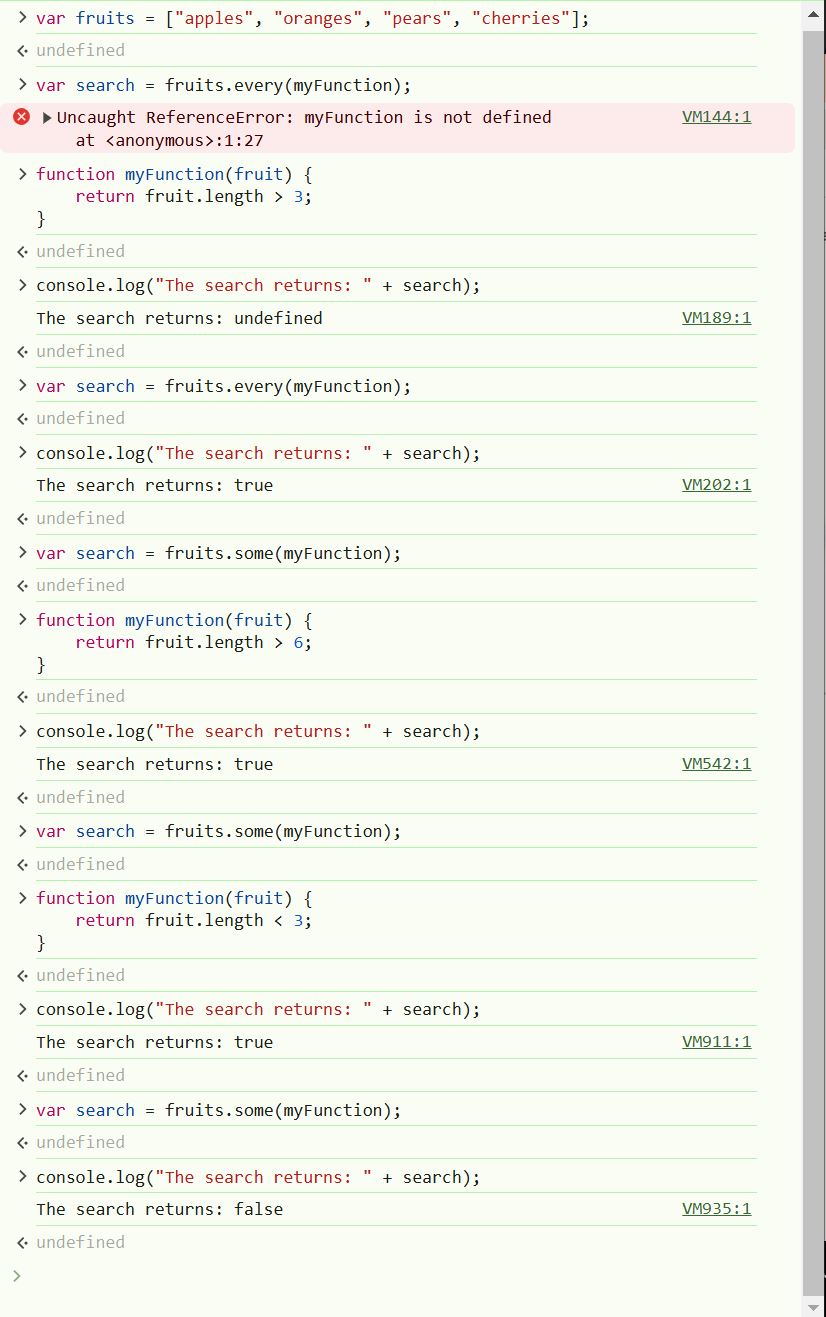 > var fruits = ["apples", "oranges", "pears", "cherries"];
undefined
> var search = fruits.every(myFunction);
Uncaught ReferenceError: myFunction is not defined VM144:1
at <anonymous>:1:27
> function myFunction(fruit) {
return fruit.length > 3;
}
undefined
> console.log("The search returns: " + search);
The search returns: undefined VM189:1
undefined
> var search = fruits.every(myFunction);
undefined
> console.log("The search returns: " + search);
The search returns: true VM202:1
undefined
> var search = fruits.some(myFunction);
undefined
> function myFunction(fruit) {
return fruit.length > 6;
}
undefined
> console.log("The search returns: " + search);
The search returns: true VM542:1
undefined
> var search = fruits.some(myFunction);
undefined
> function myFunction(fruit) {
return fruit.length < 3;
}
undefined
> console.log("The search returns: " + search);
The search returns: true VM911:1
undefined
> var search = fruits.some(myFunction);
undefined
> console.log("The search returns: " + search);
The search returns: false VM935:1
undefined
>